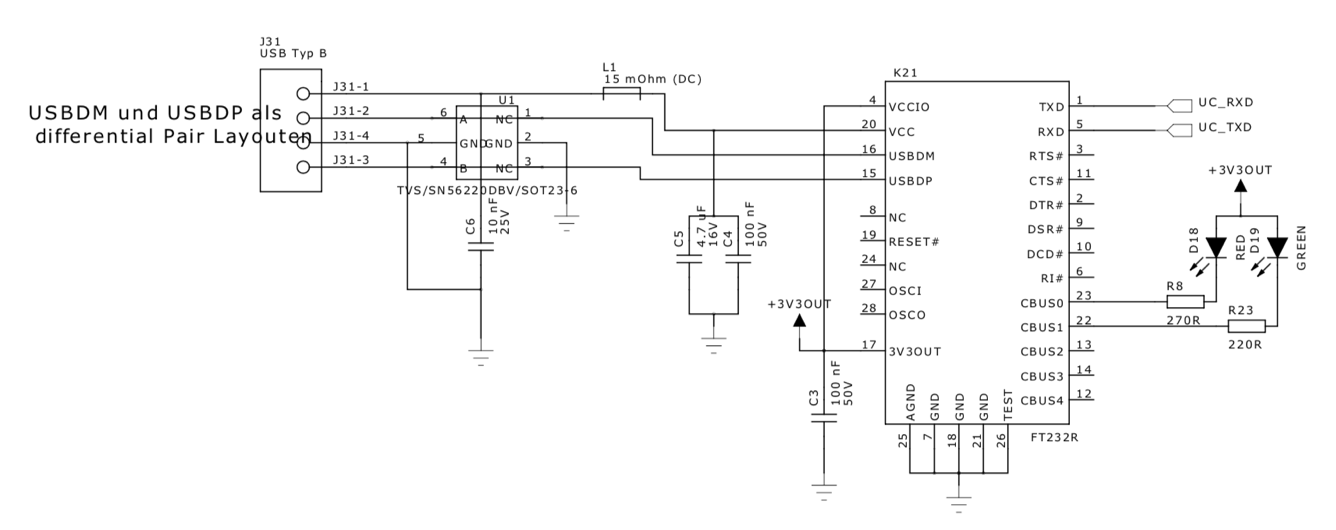 J31
USB Typ B
J31-1
J31-2
J31-4
J31-3
USBDM und USBDP als
differential Pair Layouten
U1
6 A NC 1
5 GND GND 2
4 B NC 3
TVS/SN56220DBV/SOT23-6
C6
10 nF
25V
L1
15 mOhm (DC)
C5
4.7 uF
16V
C4
100 nF
50V
+3V3OUT
C3
100 nF
50V
K21
4 VCCIO
20 VCC
16 USBDM
15 USBDP
8 NC
19 RESET#
24 NC
27 OSCI
28 OSCO
17 3V3OUT
TXD 1
RXD 5
RTS# 3
CTS# 11
DTR# 2
DSR# 9
DCD# 10
RI# 6
CBUS0 23
CBUS1 22
CBUS2 13
CBUS3 14
CBUS4 12
AGND 25
GND 7
GND 18
GND 21
TEST 26
FT232R
UC_RXD
UC_TXD
+3V3OUT
D18
RED
D19
GREEN
R8
270R
R23
220R